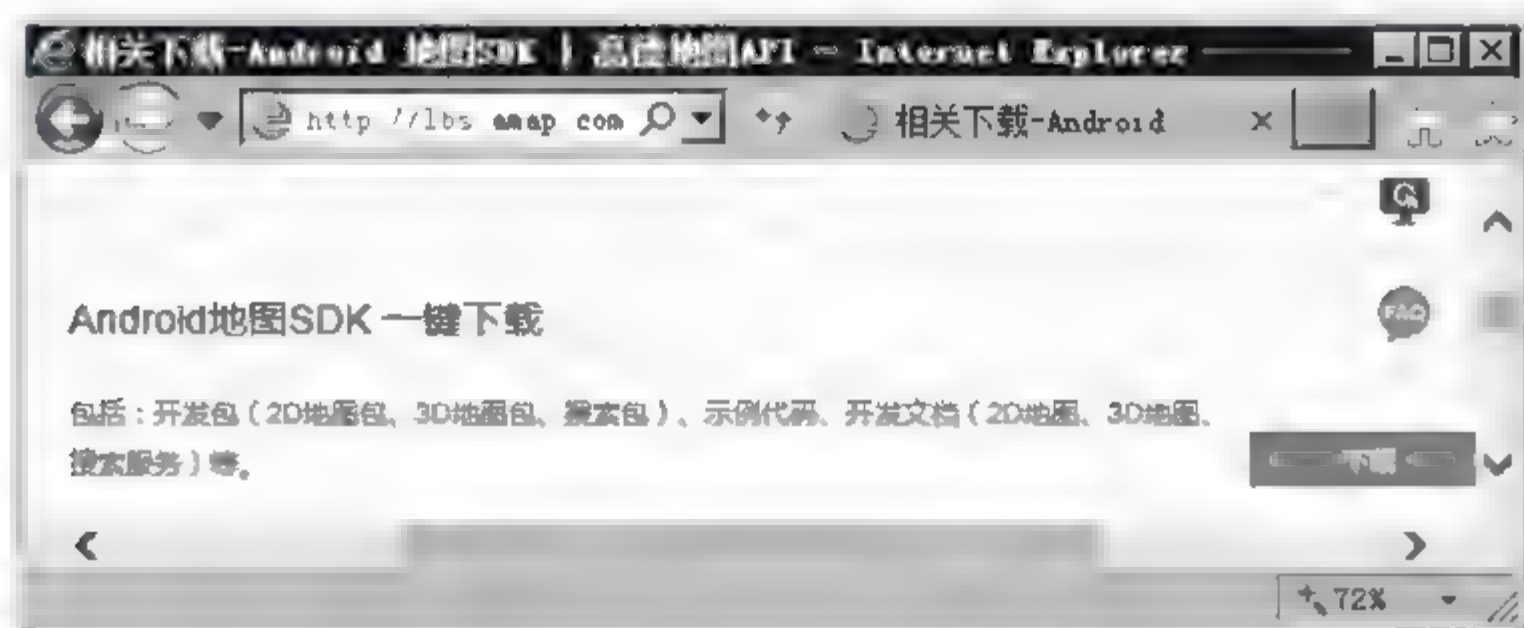 相关下载-Android 地图SDK | 高德地图API - Internet Explorer
http //lbs amap com
相关下载-Android
Android地图SDK 一键下载
FAQ
包括：开发包（2D地图包、3D地图包、搜索包）、示例代码、开发文档（2D地图、3D地图、
搜索服务）等。
下载
72%